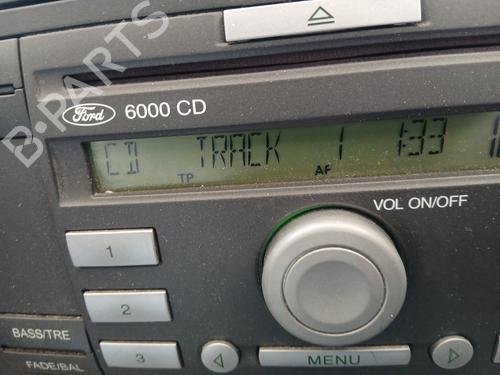 B-PARTS
Ford 6000 CD
CD TRACK 1 1:33
TP AF
VOL ON/OFF
1
2
BASS/TRE
3
MENU
FADE/BAL